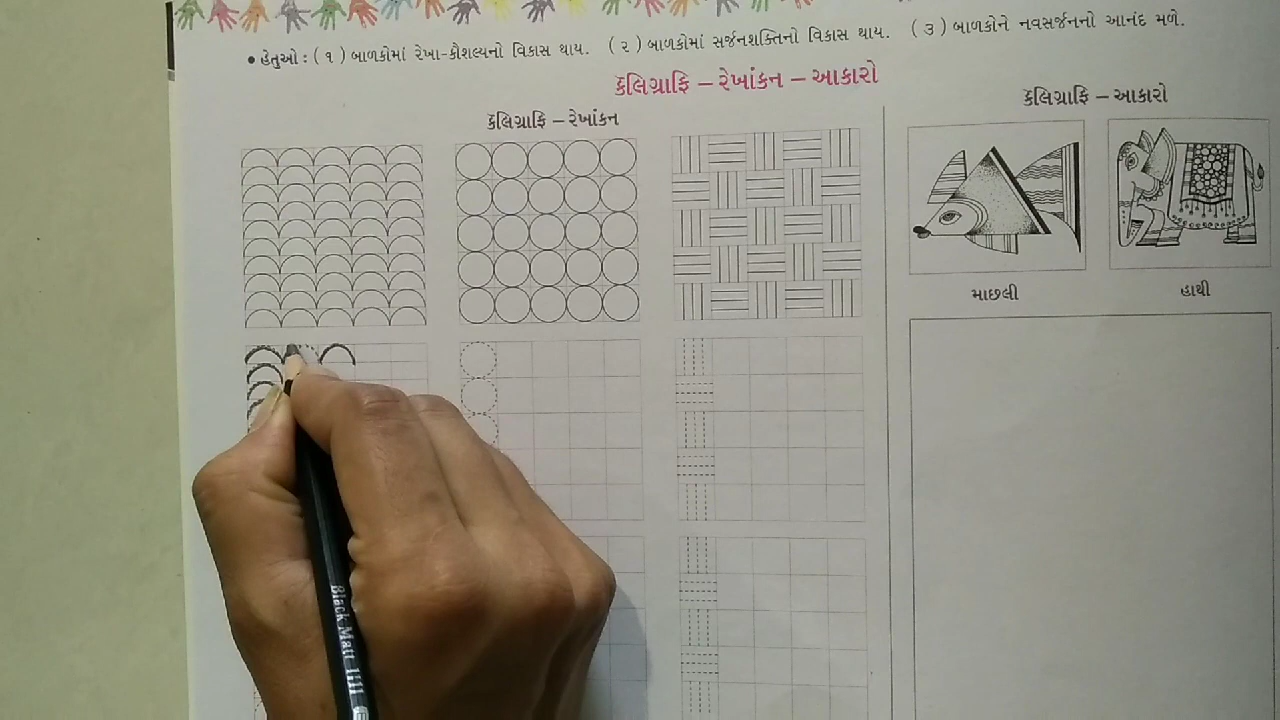 • હેતુઓ : ( ૧ ) બાળકોમાં રેખા-કૌશલ્યનો વિકાસ થાય. ( ૨ ) બાળકોમાં સર્જનશક્તિનો વિકાસ થાય. ( ૩ ) બાળકોને નવસર્જનનો આનંદ મળે.
કૅલિગ્રાફિ – રેખાંકન – આકારો
કૅલિગ્રાફિ – રેખાંકન
કૅલિગ્રાફિ – આકારો
માછલી
હાથી
Black Matt 1111